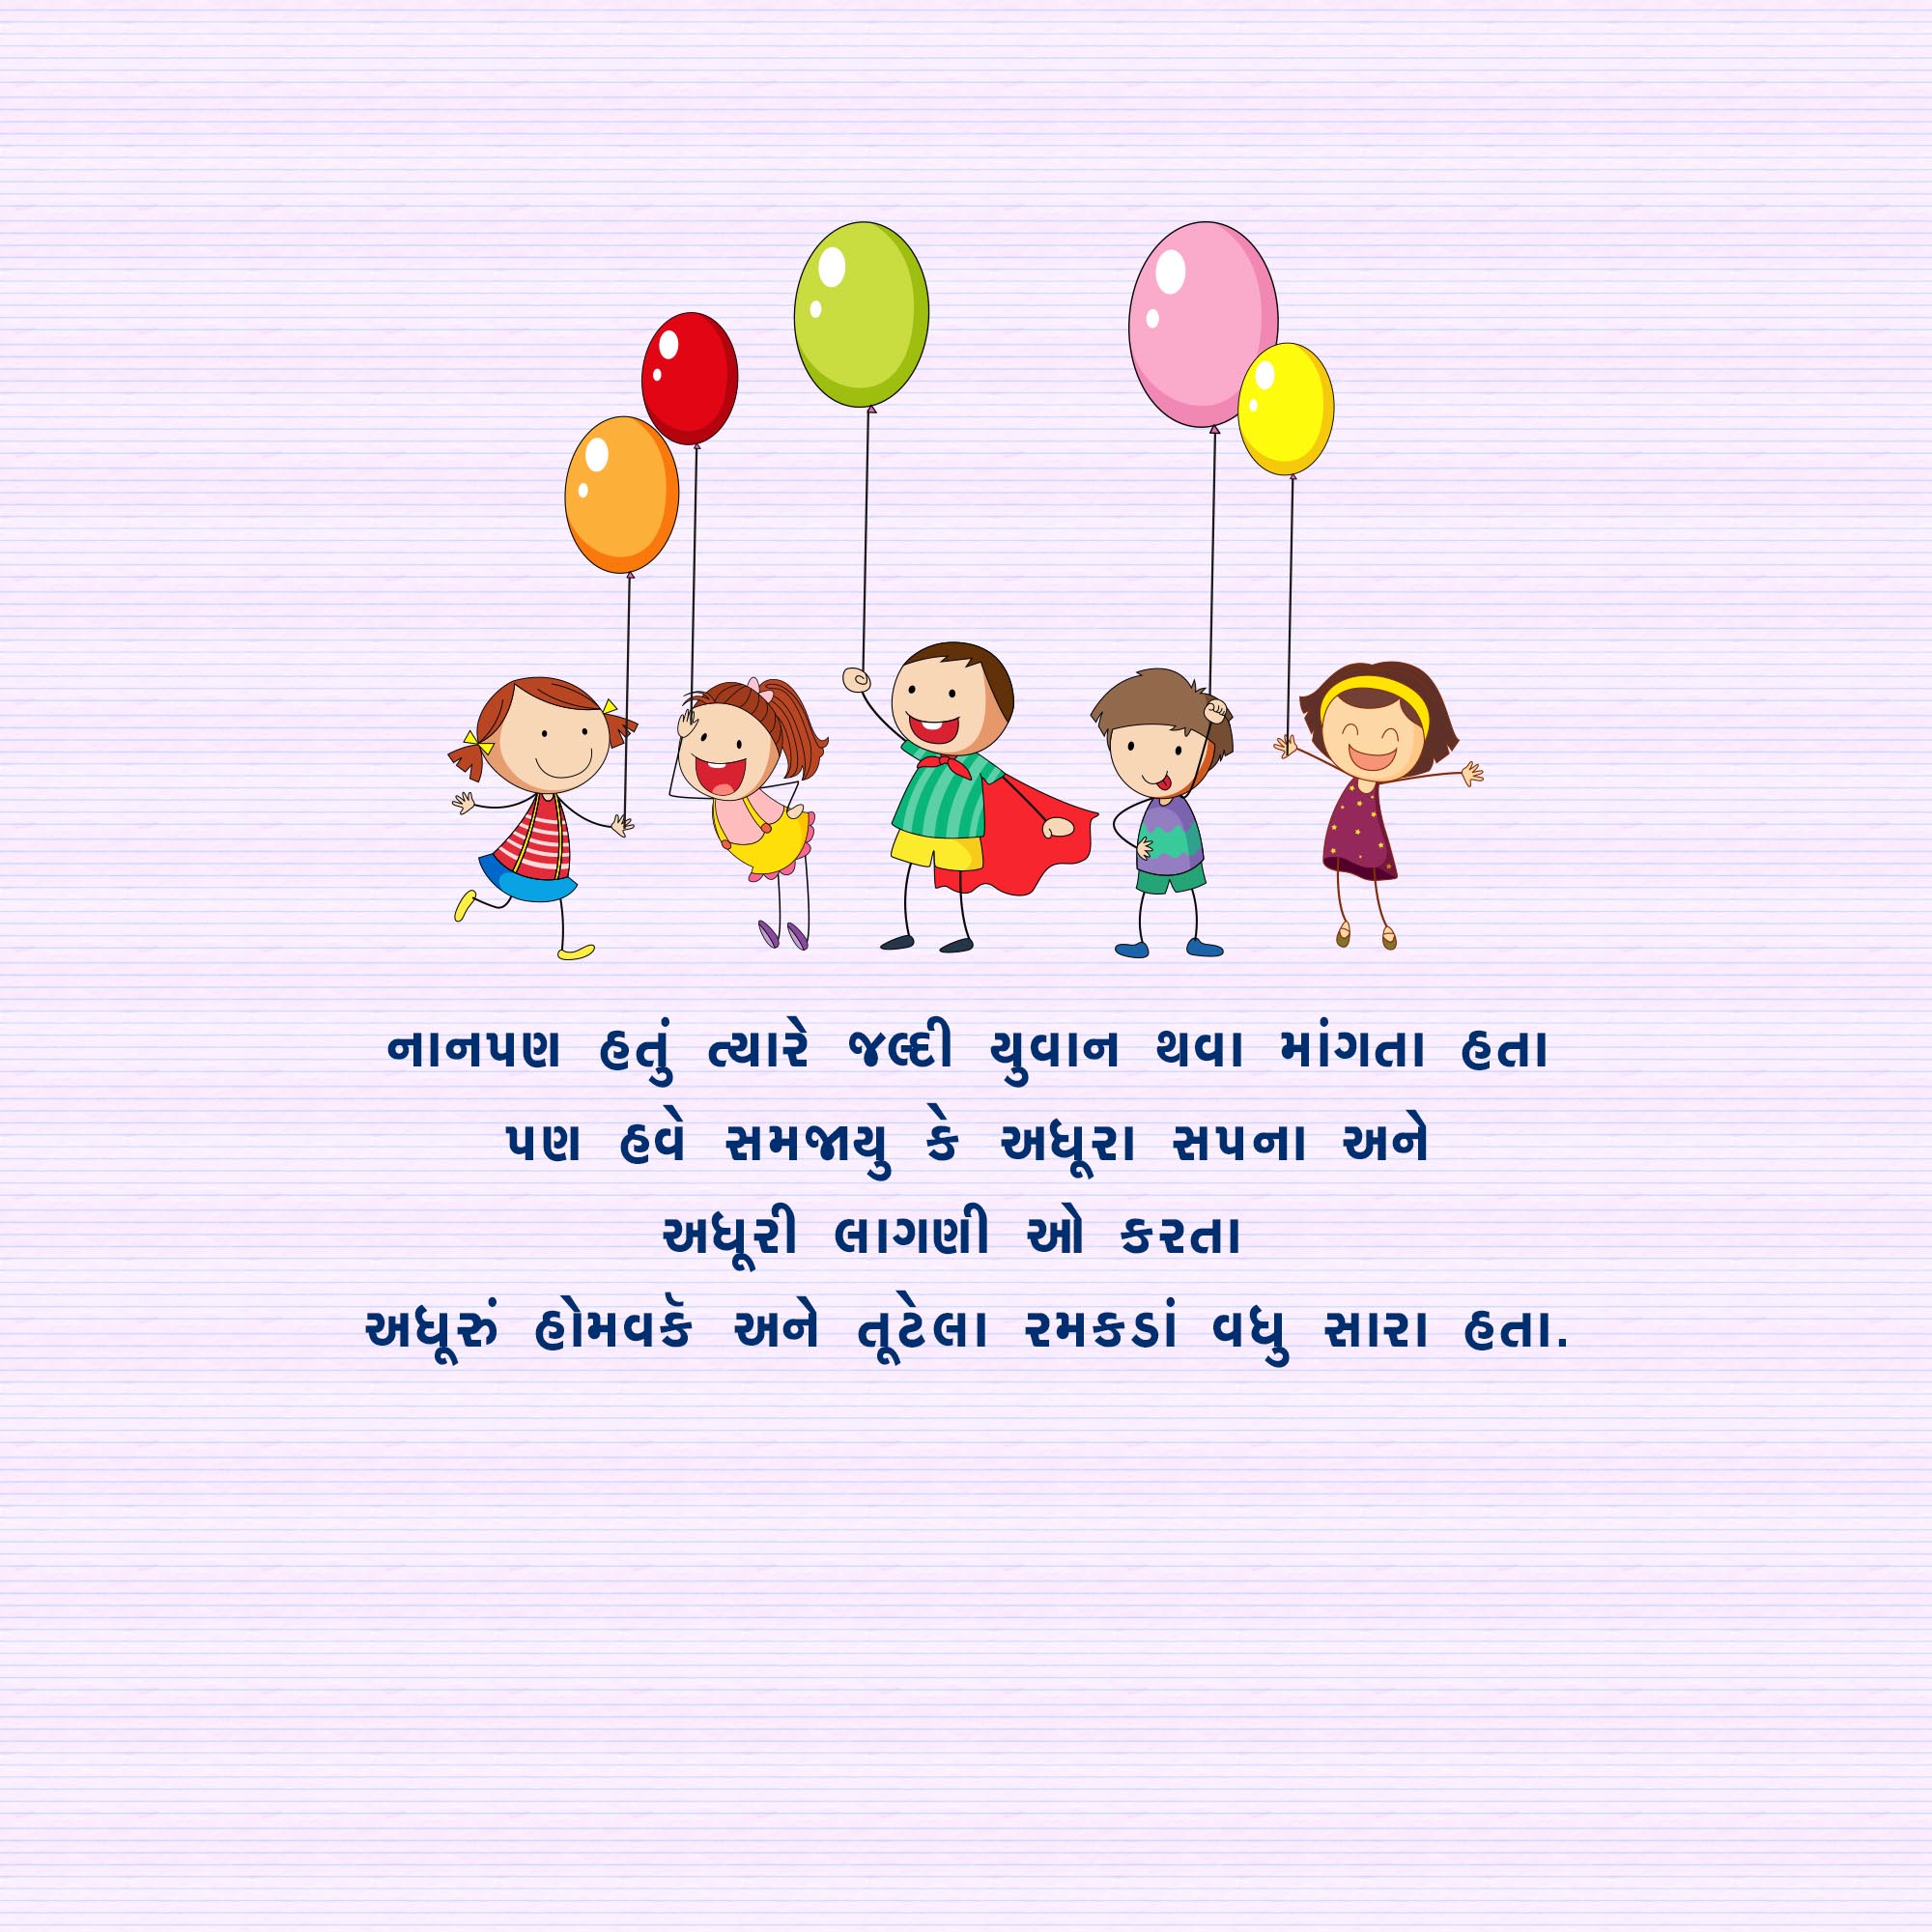 નાનપણ હતું ત્યારે જલ્દી યુવાન થવા માંગતા હતા
પણ હવે સમજાયુ કે અધૂરા સપના અને
અધૂરી લાગણી ઓ કરતા
અધૂરું હોમવર્કૅ અને તૂટેલા રમકડાં વધુ સારા હતા.